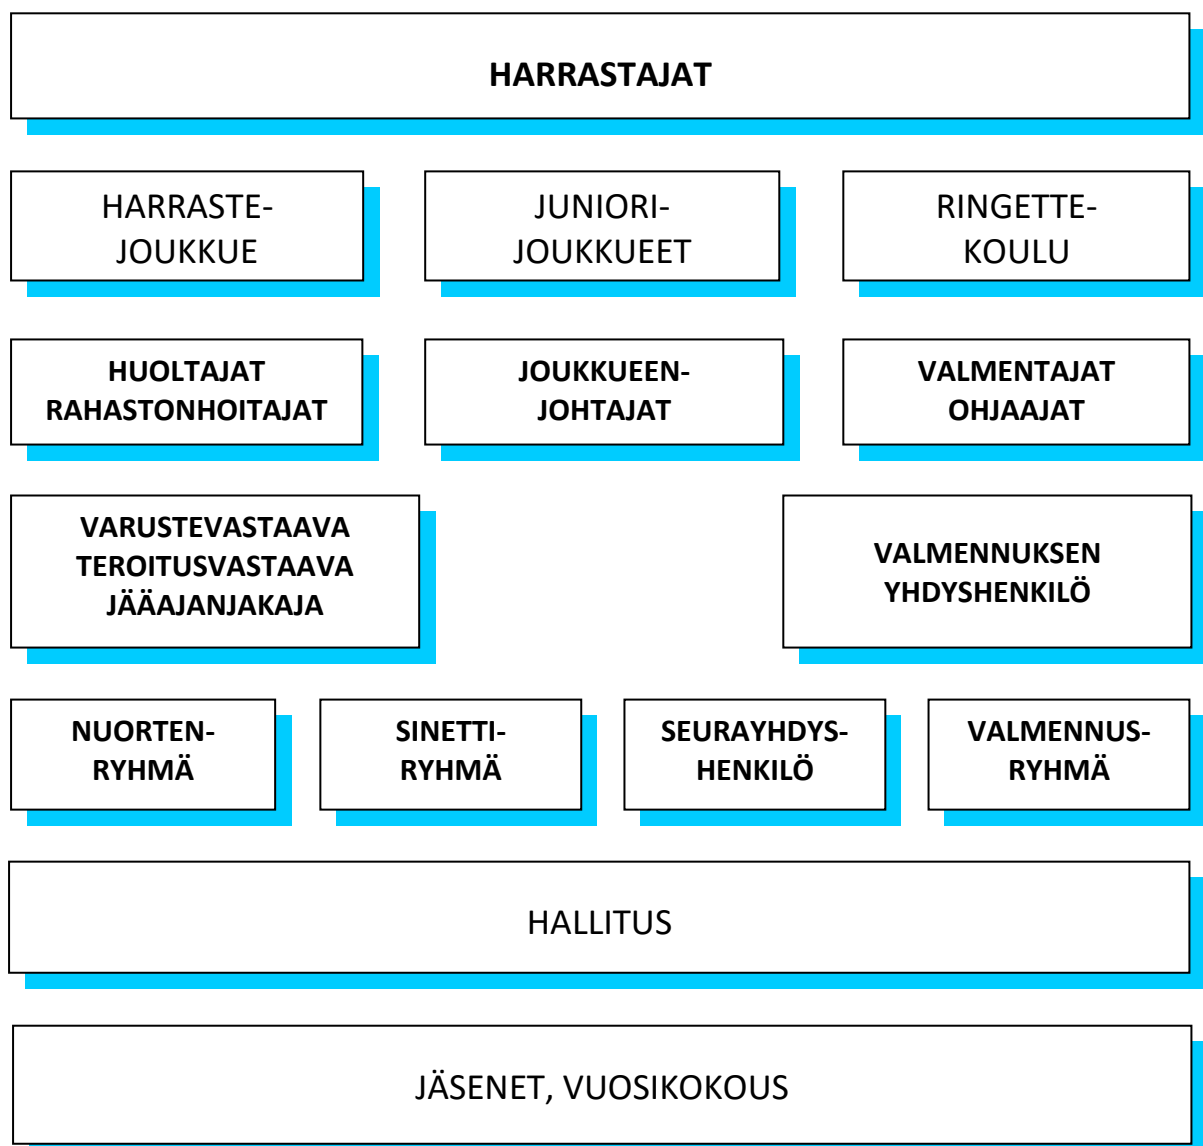 HARRASTAJAT
HARRASTE-
JOUKKUE
JUNIORI-
JOUKKUEET
RINGETTE-
KOULU
HUOLTAJAT
RAHASTONHOITAJAT
JOUKKUEEN-
JOHTAJAT
VALMENTAJAT
OHJAAJAT
VARUSTEVASTAAVA
TEROITUSVASTAAVA
JÄÄAJANJAKAJA
VALMENNUKSEN
YHDYSHENKILÖ
NUORTEN-
RYHMÄ
SINETTI-
RYHMÄ
SEURAYHDYS-
HENKILÖ
VALMENNUS-
RYHMÄ
HALLITUS
JÄSENET, VUOSIKOKOUS